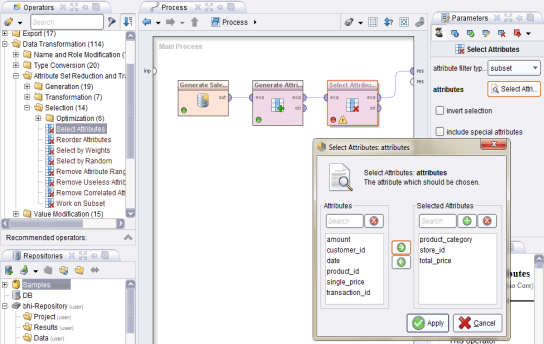 Operators
Search
Export (17)
Data Transformation (114)
Name and Role Modification (
Type Conversion (20)
Attribute Set Reduction and Tra
Generation (19)
Transformation (7)
Selection (14)
Optimization (6)
Select Attributes
Reorder Attributes
Select by Weights
Select by Random
Remove Attribute Rang
Remove Useless Attrib
Remove Correlated Att
Work on Subset
Value Modification (15)
Recommended operators:
Repositories
Samples
DB
bhi-Repository (user)
Project (user)
Results (user)
Data (user)
Process
Process
Main Process
inp
Generate Sale...
out
Generate Attri...
exa
exa
ori
Select Attribu...
exa
exa
ori
res
res
Parameters
Select Attributes
attribute filter typ...
subset
attributes
Select Attri...
invert selection
include special attributes
Select Attributes: attributes
Select Attributes: attributes
The attribute which should be chosen.
Attributes
Search
amount
customer_id
date
product_id
single_price
transaction_id
Selected Attributes
Search
product_category
store_id
total_price
Apply
Cancel